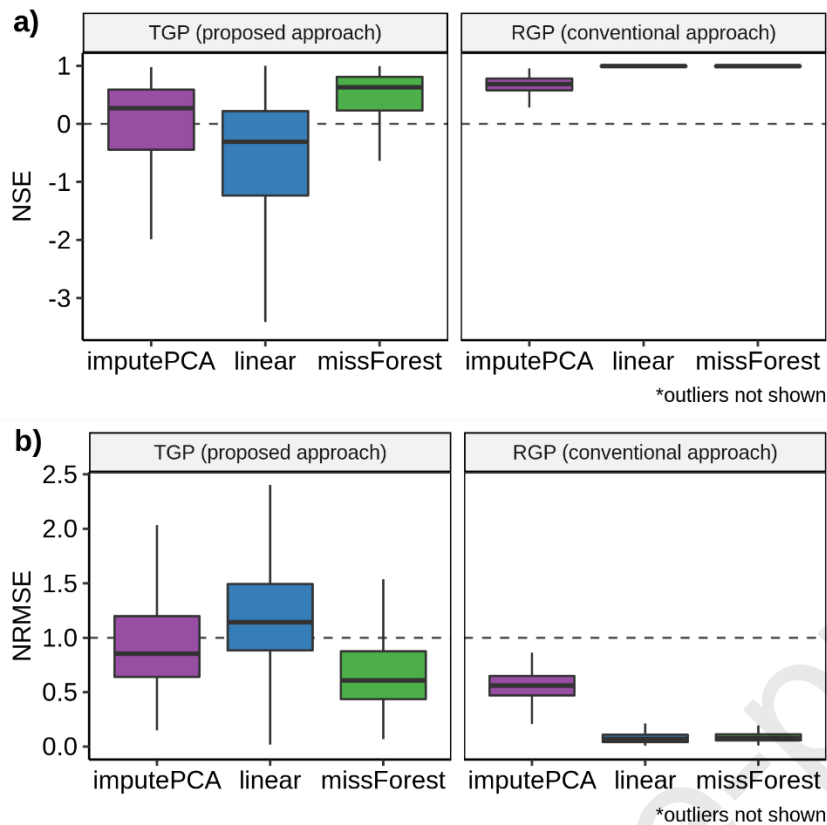 a)
TGP (proposed approach) RGP (conventional approach)
1
0
-1
-2
-3
NSE
imputePCA linear missForest imputePCA linear missForest
*outliers not shown
b)
TGP (proposed approach) RGP (conventional approach)
2.5
2.0
1.5
1.0
0.5
0.0
NRMSE
imputePCA linear missForest imputePCA linear missForest
*outliers not shown